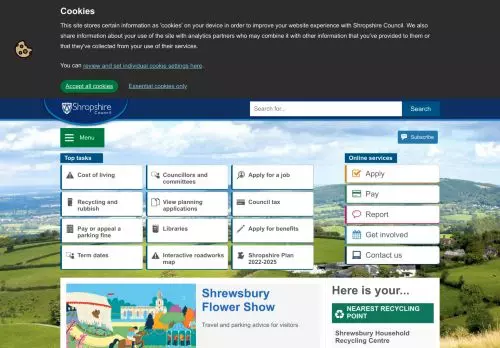 Cookies
This site stores certain information as 'cookies' on your device in order to improve your website experience with Shropshire Council. We also
share information about your use of the site with analytics partners who may combine it with other information that you've provided to them or
that they've collected from your use of their services.
You can review and set individual cookie settings here.
Accept all cookies
Essential cookies only
Shropshire
Council
Search for...
Search
Menu
Subscribe
Top tasks
Cost of living
Councillors and
committees
Apply for a job
Recycling and
rubbish
View planning
applications
Council tax
Pay or appeal a
parking fine
Libraries
Apply for benefits
Term dates
Interactive roadworks
map
Shropshire Plan
2022-2025
Online services
Apply
Pay
Report
Get involved
Contact us
Shrewsbury
Flower Show
Travel and parking advice for visitors
Here is your...
NEAREST RECYCLING
POINT
Shrewsbury Household
Recycling Centre